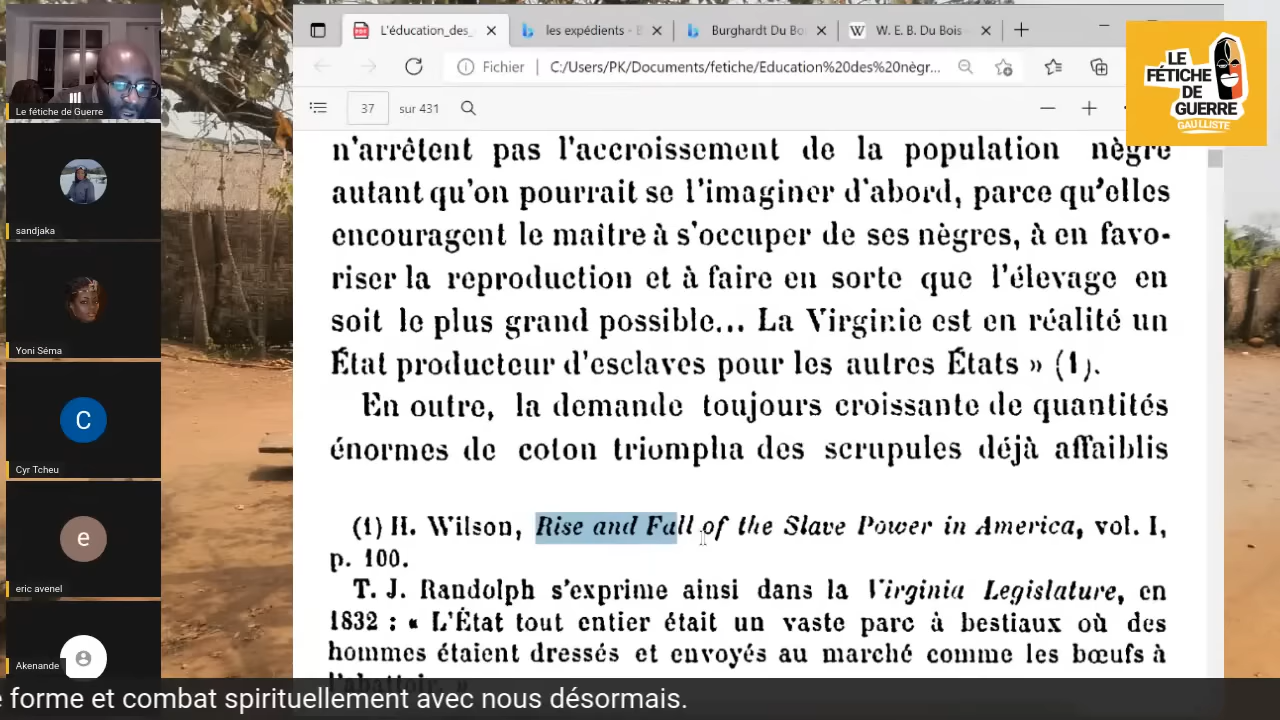 Le fétiche de Guerre
sandjaka
Yoni Séma
C
Cyr Tcheu
e
eric avenel
Akenande
L'éducation_des_
les expédients - B
Burghardt Du Bo
W
W. E. B. Du Bois
Fichier
C:/Users/PK/Documents/fetiche/Education%20des%20nègr...
37
sur 431
LE
FÉTICHE
DE
GUERRE
GAULLISTE
n'arrêtent pas l'accroissement de la population nègre
autant qu'on pourrait se l'imaginer d'abord, parce qu'elles
encouragent le maître à s'occuper de ses nègres, à en favo-
riser la reproduction et à faire en sorte que l'élevage en
soit le plus grand possible... La Virginie est en réalité un
État producteur d'esclaves pour les autres États » (1).
En outre, la demande toujours croissante de quantités
énormes de coton triompha des scrupules déjà affaiblis
(1) H. Wilson, Rise and Fall of the Slave Power in America, vol. I,
p. 100.
T. J. Randolph s'exprime ainsi dans la Virginia Legislature, en
1832 : « L'État tout entier était un vaste parc à bestiaux où des
hommes étaient dressés et envoyés au marché comme les bœufs à
l'abattoir. »
e forme et combat spirituellement avec nous désormais.